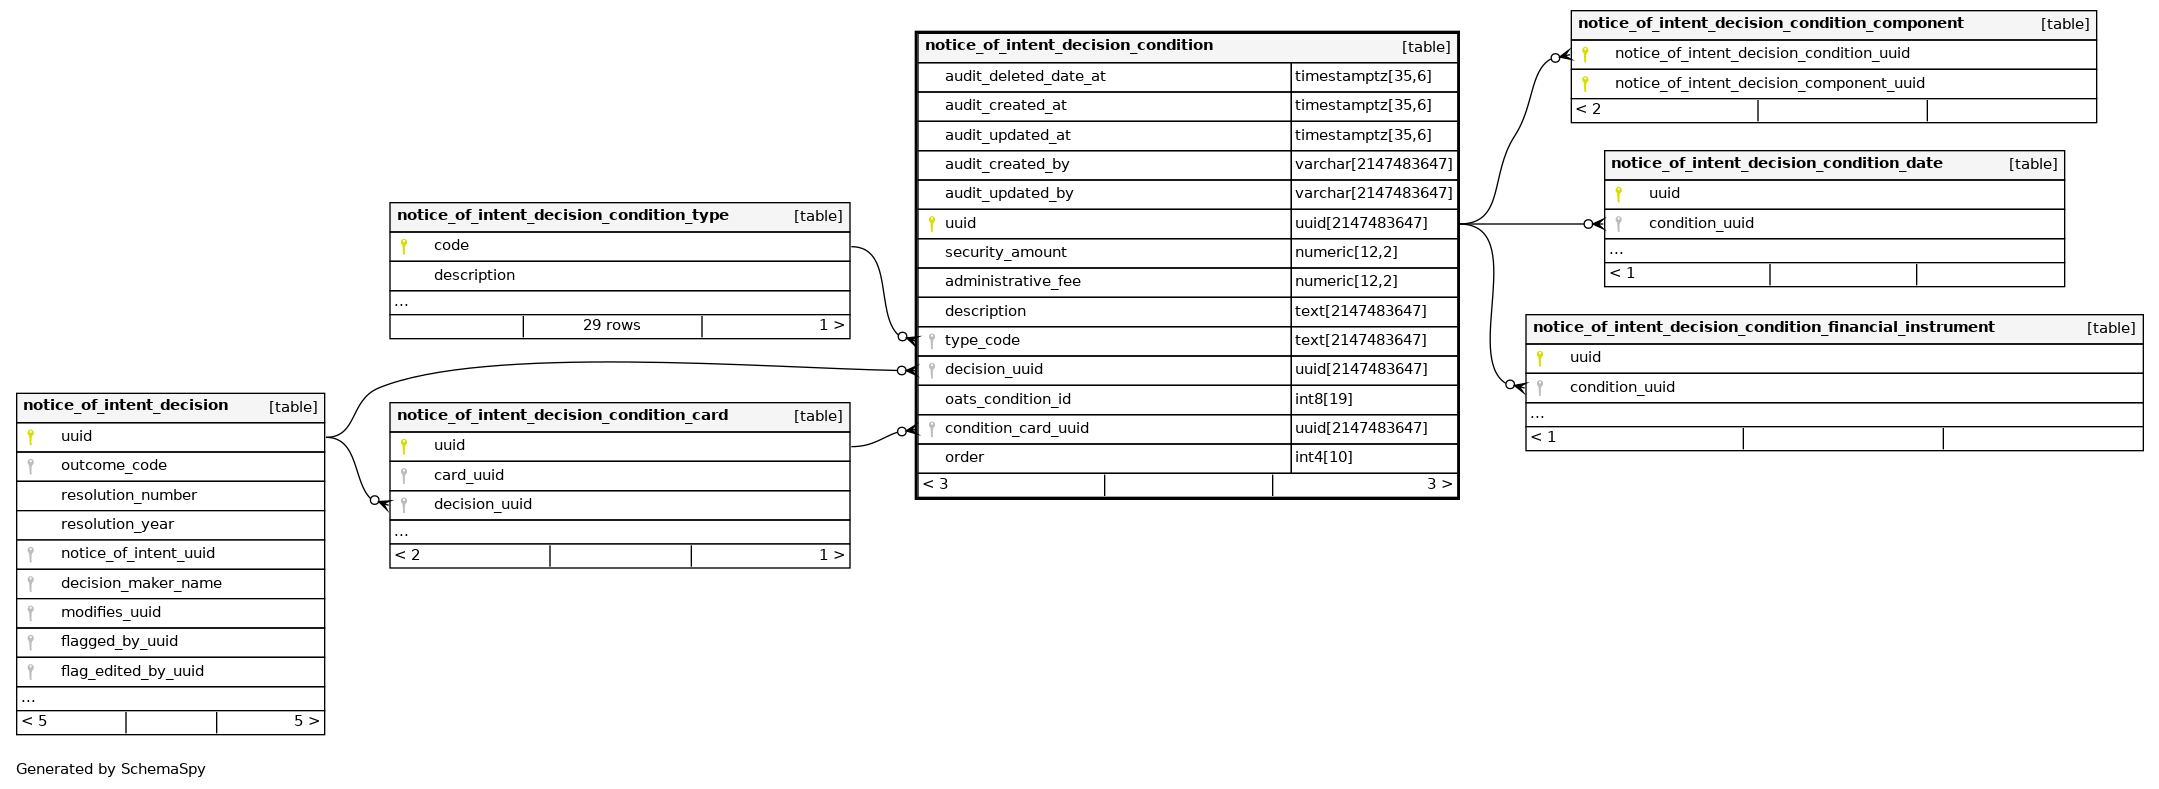 notice_of_intent_decision [table]
uuid
outcome_code
resolution_number
resolution_year
notice_of_intent_uuid
decision_maker_name
modifies_uuid
flagged_by_uuid
flag_edited_by_uuid
...
< 5 5 >
notice_of_intent_decision_condition_type [table]
code
description
...
29 rows 1 >
notice_of_intent_decision_condition_card [table]
uuid
card_uuid
decision_uuid
...
< 2 1 >
notice_of_intent_decision_condition [table]
audit_deleted_date_at timestamptz[35,6]
audit_created_at timestamptz[35,6]
audit_updated_at timestamptz[35,6]
audit_created_by varchar[2147483647]
audit_updated_by varchar[2147483647]
uuid uuid[2147483647]
security_amount numeric[12,2]
administrative_fee numeric[12,2]
description text[2147483647]
type_code text[2147483647]
decision_uuid uuid[2147483647]
oats_condition_id int8[19]
condition_card_uuid uuid[2147483647]
order int4[10]
< 3 3 >
notice_of_intent_decision_condition_component [table]
notice_of_intent_decision_condition_uuid
notice_of_intent_decision_component_uuid
< 2
notice_of_intent_decision_condition_date [table]
uuid
condition_uuid
...
< 1
notice_of_intent_decision_condition_financial_instrument [table]
uuid
condition_uuid
...
< 1
Generated by SchemaSpy